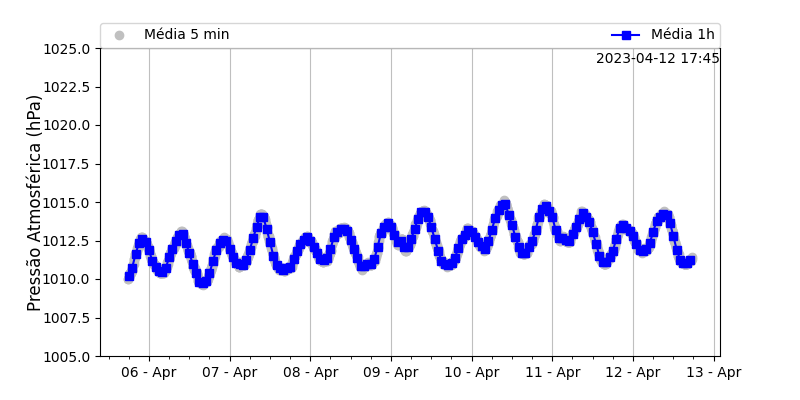 Média 5 min
Média 1h
2023-04-12 17:45
Pressão Atmosférica (hPa)
1025.0
1022.5
1020.0
1017.5
1015.0
1012.5
1010.0
1007.5
1005.0
06 - Apr
07 - Apr
08 - Apr
09 - Apr
10 - Apr
11 - Apr
12 - Apr
13 - Apr